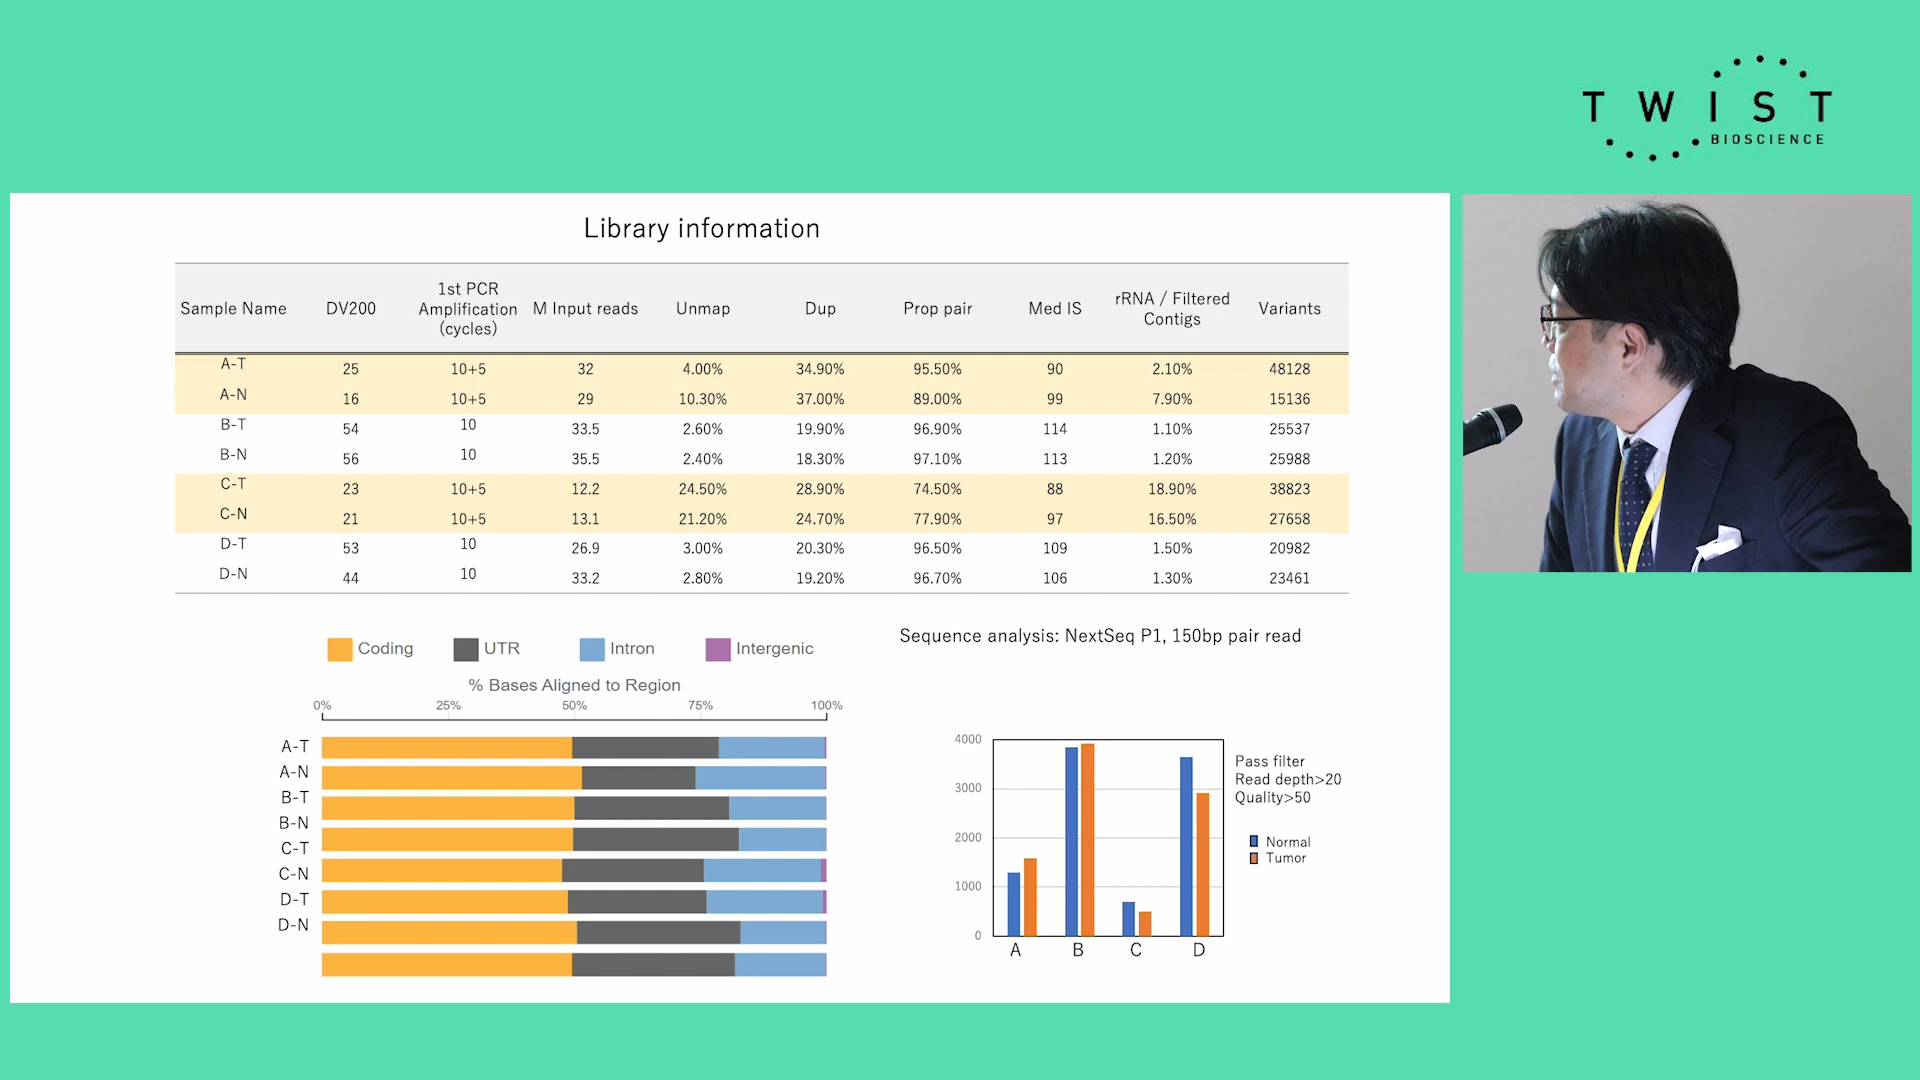 TWIST
BIOSCIENCE
Library information
Sample Name DV200 1st PCR Amplification (cycles) M Input reads Unmap Dup Prop pair Med IS rRNA / Filtered Contigs Variants
A-T 25 10+5 32 4.00% 34.90% 95.50% 90 2.10% 48128
A-N 16 10+5 29 10.30% 37.00% 89.00% 99 7.90% 15136
B-T 54 10 33.5 2.60% 19.90% 96.90% 114 1.10% 25537
B-N 56 10 35.5 2.40% 18.30% 97.10% 113 1.20% 25988
C-T 23 10+5 12.2 24.50% 28.90% 74.50% 88 18.90% 38823
C-N 21 10+5 13.1 21.20% 24.70% 77.90% 97 16.50% 27658
D-T 53 10 26.9 3.00% 20.30% 96.50% 109 1.50% 20982
D-N 44 10 33.2 2.80% 19.20% 96.70% 106 1.30% 23461
Coding UTR Intron Intergenic
% Bases Aligned to Region
0% 25% 50% 75% 100%
A-T
A-N
B-T
B-N
C-T
C-N
D-T
D-N
Sequence analysis: NextSeq P1, 150bp pair read
4000
3000
2000
1000
0
A B C D
Pass filter
Read depth>20
Quality>50
Normal
Tumor